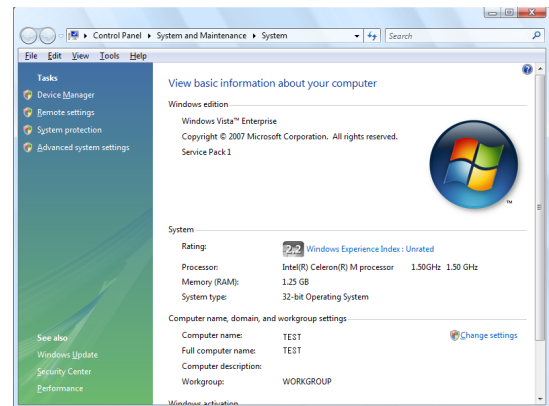 Control Panel ▸ System and Maintenance ▸ System
Search
File Edit View Tools Help
Tasks
Device Manager
Remote settings
System protection
Advanced system settings
See also
Windows Update
Security Center
Performance
View basic information about your computer
Windows edition
Windows Vista™ Enterprise
Copyright © 2007 Microsoft Corporation. All rights reserved.
Service Pack 1
TM
System
Rating: 2.2 Windows Experience Index : Unrated
Processor: Intel(R) Celeron(R) M processor 1.50GHz 1.50 GHz
Memory (RAM): 1.25 GB
System type: 32-bit Operating System
Computer name, domain, and workgroup settings
Computer name: TEST Change settings
Full computer name: TEST
Computer description:
Workgroup: WORKGROUP
Windows activation